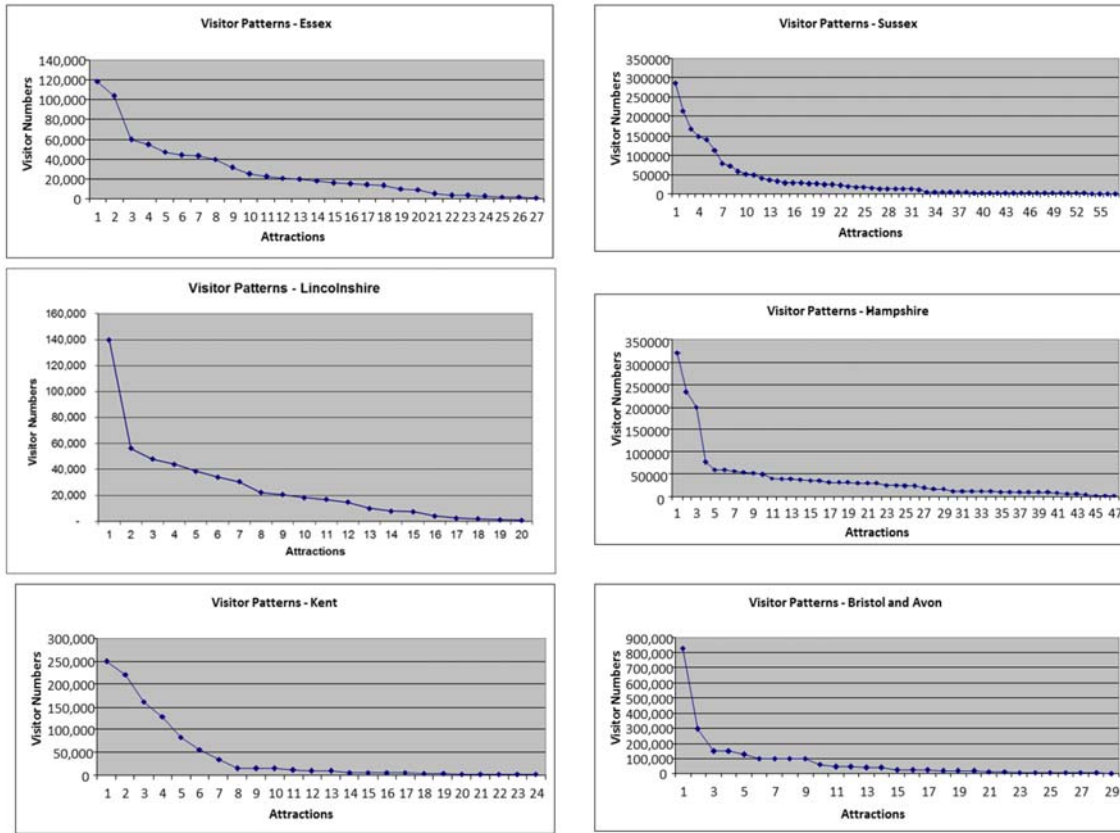 Visitor Patterns - Essex
Visitor Numbers
140,000
120,000
100,000
80,000
60,000
40,000
20,000
0
1 2 3 4 5 6 7 8 9 10 11 12 13 14 15 16 17 18 19 20 21 22 23 24 25 26 27
Attractions
Visitor Patterns - Sussex
Visitor Numbers
350000
300000
250000
200000
150000
100000
50000
0
1 4 7 10 13 16 19 22 25 28 31 34 37 40 43 46 49 52 55
Attractions
Visitor Patterns - Lincolnshire
Visitor Numbers
160,000
140,000
120,000
100,000
80,000
60,000
40,000
20,000
-
1 2 3 4 5 6 7 8 9 10 11 12 13 14 15 16 17 18 19 20
Attractions
Visitor Patterns - Hampshire
Visitor Numbers
350000
300000
250000
200000
150000
100000
50000
0
1 3 5 7 9 11 13 15 17 19 21 23 25 27 29 31 33 35 37 39 41 43 45 47
Attractions
Visitor Patterns - Kent
Visitor Numbers
300,000
250,000
200,000
150,000
100,000
50,000
0
1 2 3 4 5 6 7 8 9 10 11 12 13 14 15 16 17 18 19 20 21 22 23 24
Attractions
Visitor Patterns - Bristol and Avon
Visitor Numbers
900,000
800,000
700,000
600,000
500,000
400,000
300,000
200,000
100,000
0
1 3 5 7 9 11 13 15 17 19 21 23 25 27 29
Attractions